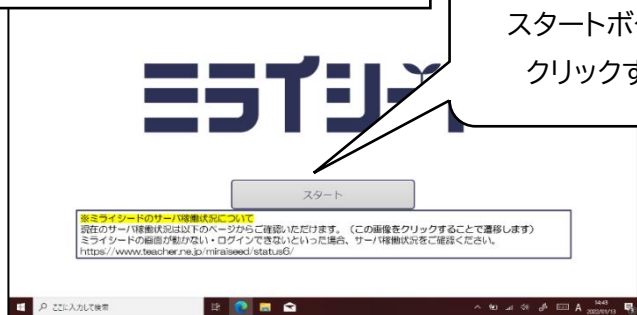 スタートボ
クリックす
ミライシード
スタート
※ミライシードのサーバ稼働状況について
現在のサーバ稼働状況は以下のページからご確認いただけます。（この画像をクリックすることで遷移します）
ミライシードの画面が動かない・ログインできないといった場合、サーバ稼働状況をご確認ください。
https://www.teacher.ne.jp/miraiseed/status6/
ここに入力して検索
A
14:43
2022/01/13